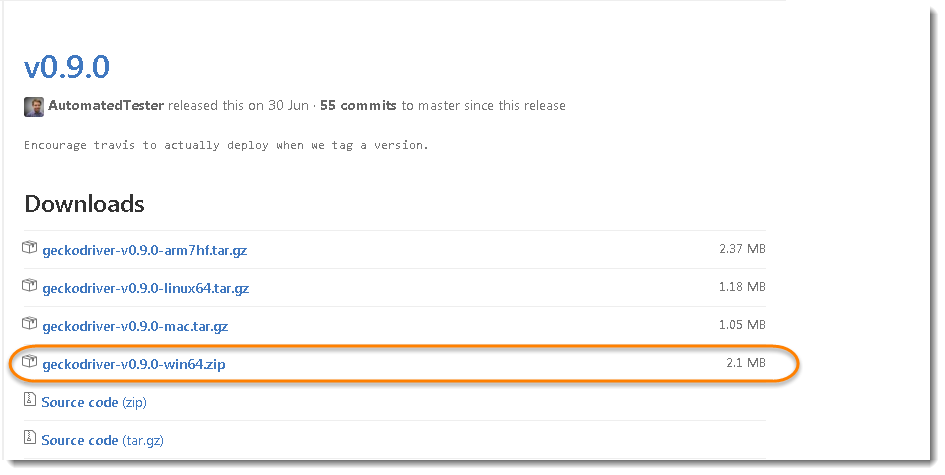 v0.9.0
AutomatedTester released this on 30 Jun · 55 commits to master since this release
Encourage travis to actually deploy when we tag a version.
Downloads
geckodriver-v0.9.0-arm7hf.tar.gz 2.37 MB
geckodriver-v0.9.0-linux64.tar.gz 1.18 MB
geckodriver-v0.9.0-mac.tar.gz 1.05 MB
geckodriver-v0.9.0-win64.zip 2.1 MB
Source code (zip)
Source code (tar.gz)